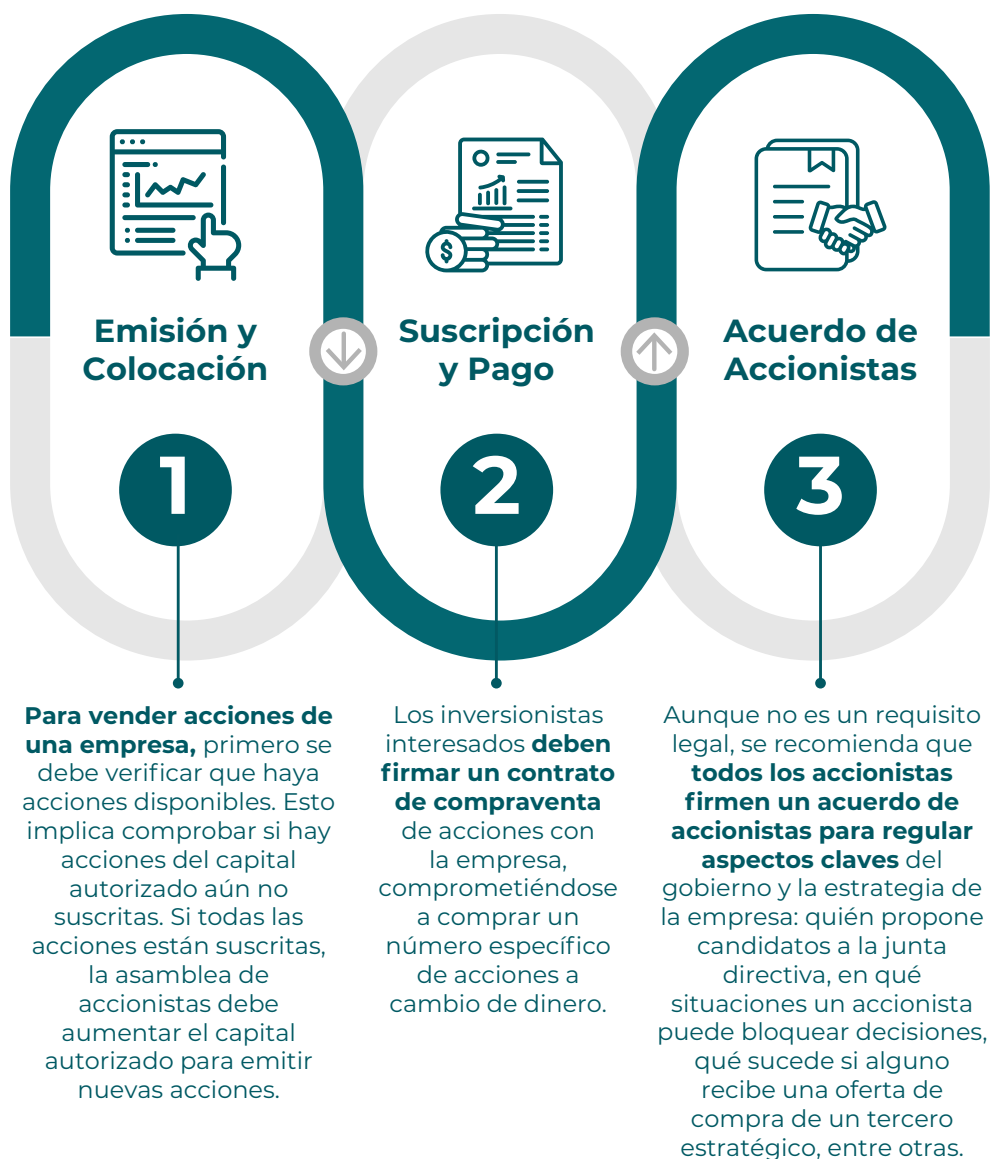 Emisión y
Colocación
1
Para vender acciones de
una empresa, primero se
debe verificar que haya
acciones disponibles. Esto
implica comprobar si hay
acciones del capital
autorizado aún no
suscritas. Si todas las
acciones están suscritas,
la asamblea de
accionistas debe
aumentar el capital
autorizado para emitir
nuevas acciones.
$
Suscripción
y Pago
2
Los inversionistas
interesados deben
firmar un contrato
de compraventa
de acciones con
la empresa,
comprometiéndose
a comprar un
número específico
de acciones a
cambio de dinero.
Acuerdo de
Accionistas
3
Aunque no es un requisito
legal, se recomienda que
todos los accionistas
firmen un acuerdo de
accionistas para regular
aspectos claves del
gobierno y la estrategia de
la empresa: quién propone
candidatos a la junta
directiva, en qué
situaciones un accionista
puede bloquear decisiones,
qué sucede si alguno
recibe una oferta de
compra de un tercero
estratégico, entre otras.